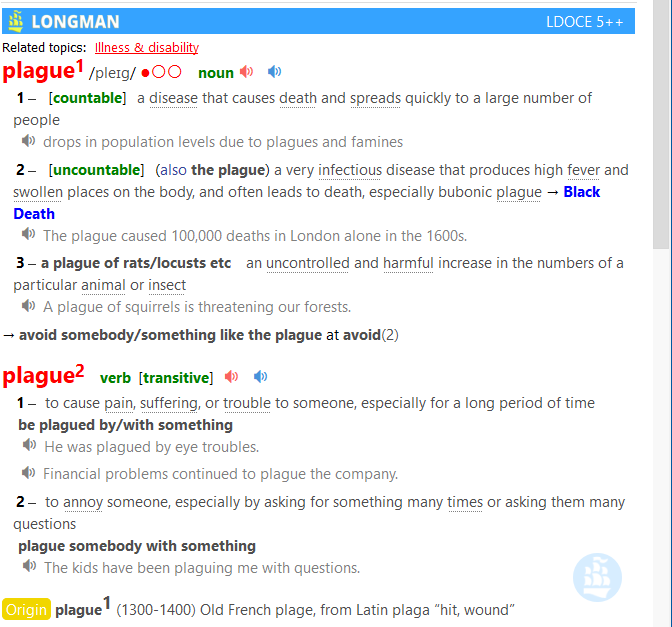 LONGMAN LDOCE 5++
Related topics: Illness & disability
plague1 /pleɪɡ/ ●○○ noun
1 – [countable] a disease that causes death and spreads quickly to a large number of
people
drops in population levels due to plagues and famines
2 – [uncountable] (also the plague) a very infectious disease that produces high fever and
swollen places on the body, and often leads to death, especially bubonic plague → Black
Death
The plague caused 100,000 deaths in London alone in the 1600s.
3 – a plague of rats/locusts etc an uncontrolled and harmful increase in the numbers of a
particular animal or insect
A plague of squirrels is threatening our forests.
→ avoid somebody/something like the plague at avoid(2)
plague2 verb [transitive]
1 – to cause pain, suffering, or trouble to someone, especially for a long period of time
be plagued by/with something
He was plagued by eye troubles.
Financial problems continued to plague the company.
2 – to annoy someone, especially by asking for something many times or asking them many
questions
plague somebody with something
The kids have been plaguing me with questions.
Origin plague1 (1300-1400) Old French plage, from Latin plaga “hit, wound”